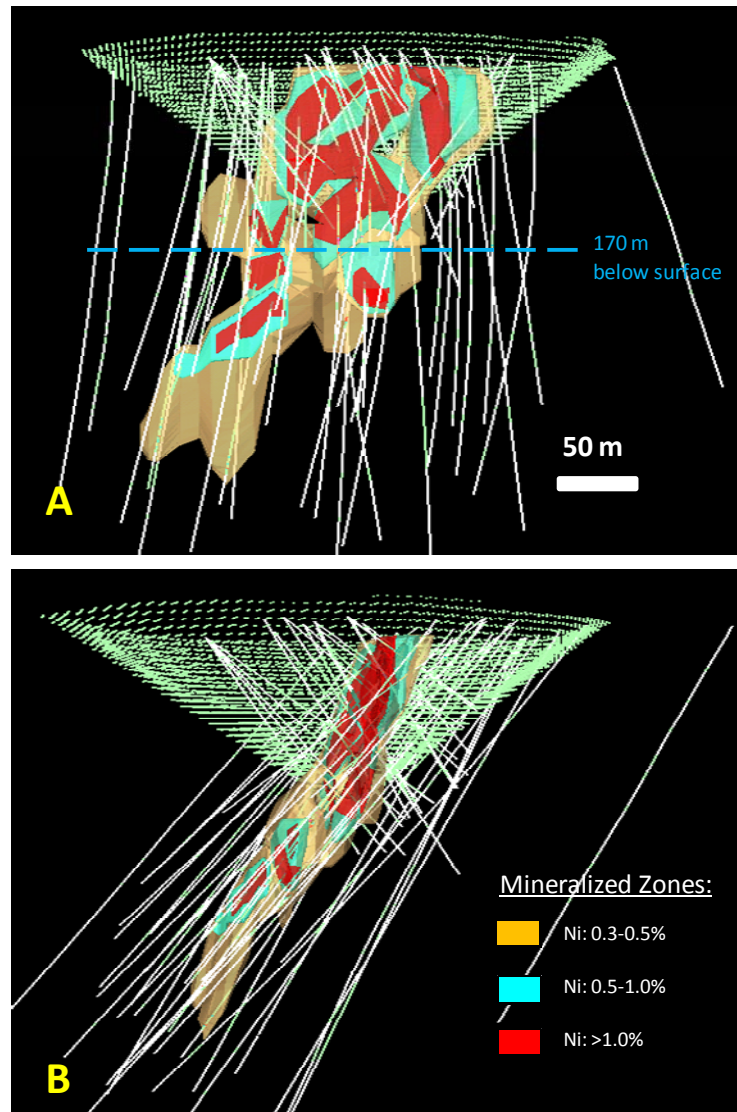 170 m
below surface
50 m
A
Mineralized Zones:
Ni: 0.3-0.5%
Ni: 0.5-1.0%
Ni: >1.0%
B